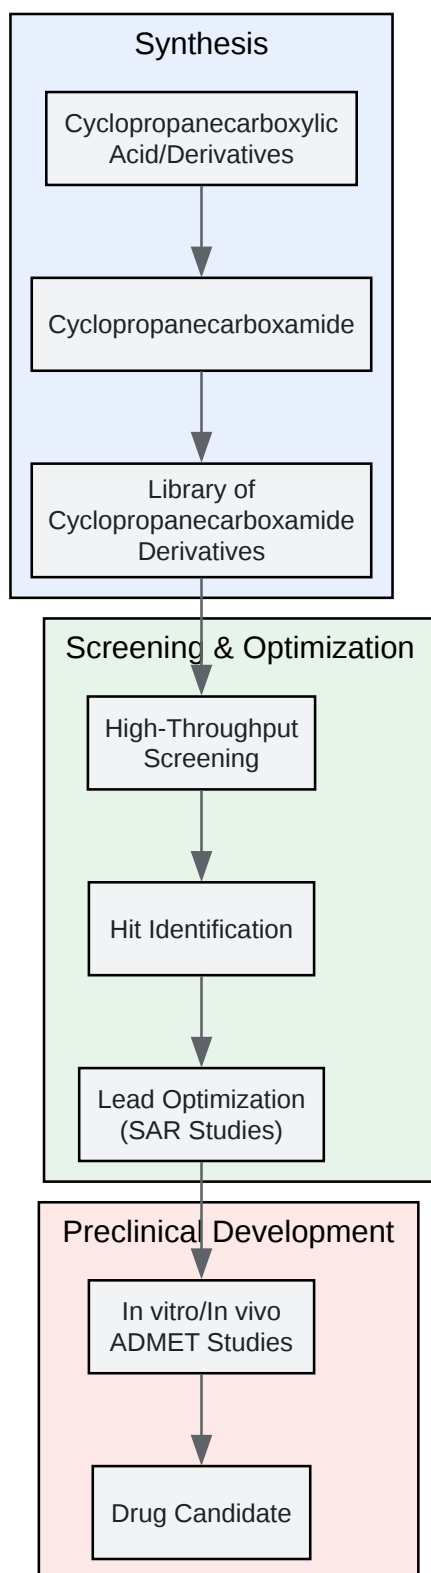 Synthesis
Cyclopropanecarboxylic
Acid/Derivatives
Cyclopropanecarboxamide
Library of
Cyclopropanecarboxamide
Derivatives
Screening & Optimization
High-Throughput
Screening
Hit Identification
Lead Optimization
(SAR Studies)
Preclinical Development
In vitro/In vivo
ADMET Studies
Drug Candidate